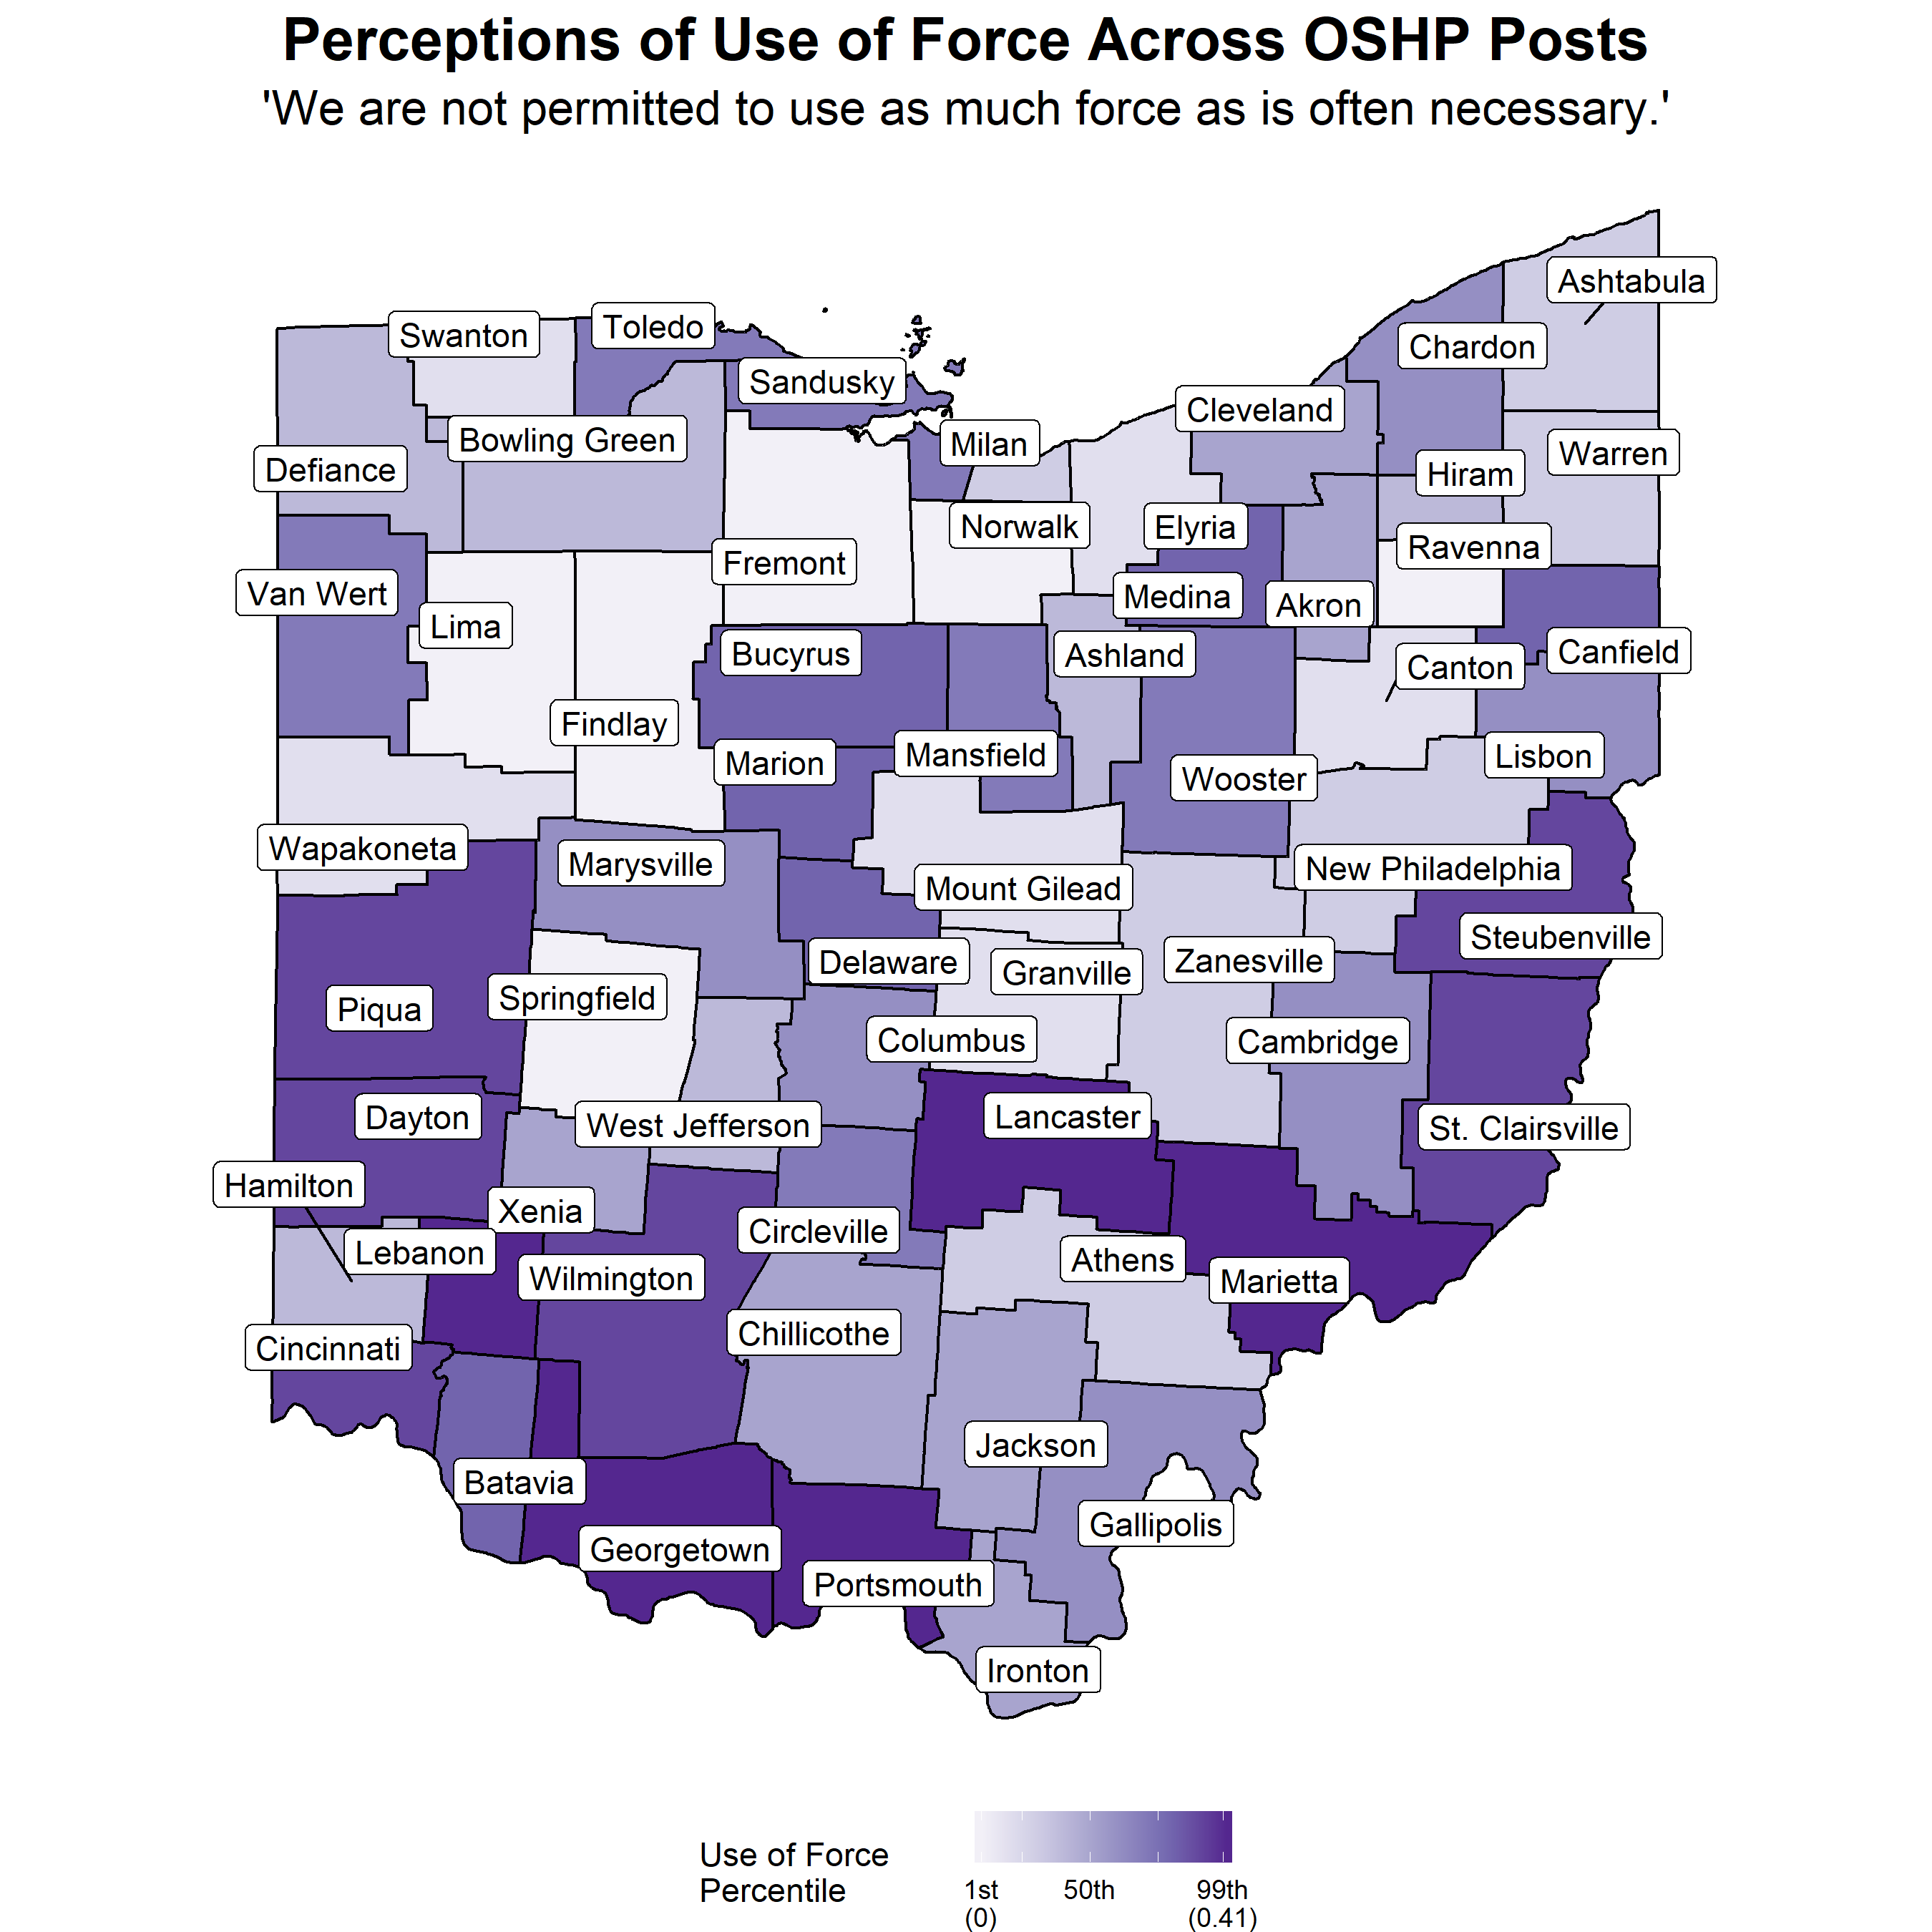 Perceptions of Use of Force Across OSHP Posts
'We are not permitted to use as much force as is often necessary.'
Ashtabula
Swanton
Toledo
Chardon
Sandusky
Cleveland
Bowling Green
Milan
Warren
Defiance
Hiram
Norwalk
Elyria
Ravenna
Fremont
Van Wert
Medina
Akron
Lima
Bucyrus
Ashland
Canfield
Canton
Findlay
Mansfield
Lisbon
Marion
Wooster
Wapakoneta
Marysville
New Philadelphia
Mount Gilead
Steubenville
Zanesville
Delaware
Granville
Springfield
Piqua
Columbus
Cambridge
Dayton
Lancaster
West Jefferson
St. Clairsville
Hamilton
Xenia
Circleville
Lebanon
Athens
Wilmington
Marietta
Chillicothe
Cincinnati
Jackson
Batavia
Gallipolis
Georgetown
Portsmouth
Ironton
Use of Force
Percentile
1st 50th 99th
(0) (0.41)